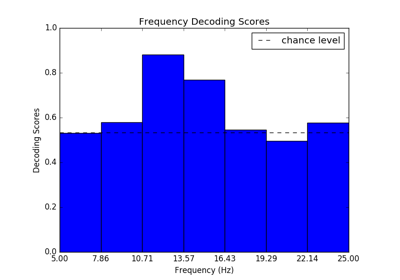 Frequency Decoding Scores
1.0
chance level
0.8
0.6
Decoding Scores
0.4
0.2
0.0
5.00 7.86 10.71 13.57 16.43 19.29 22.14 25.00
Frequency (Hz)